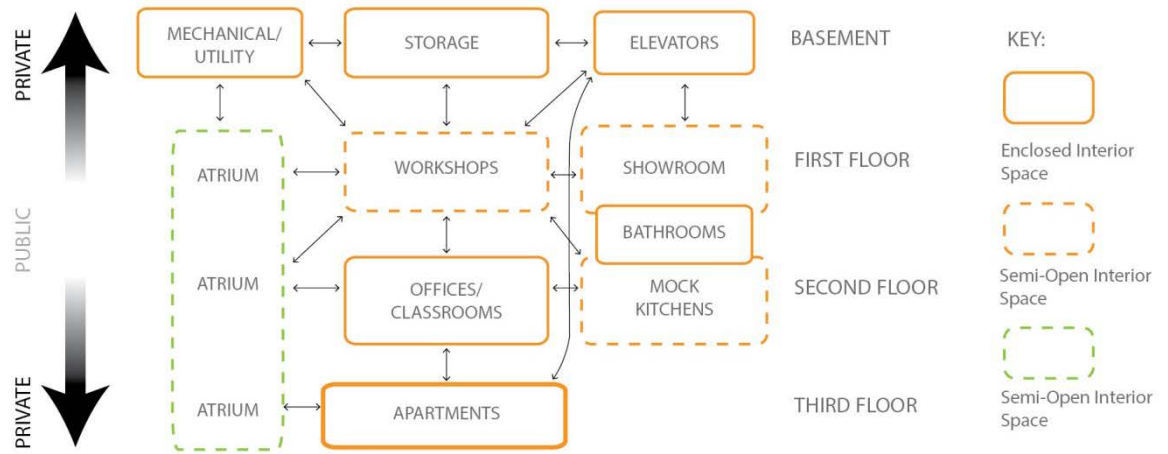 PRIVATE
MECHANICAL/
UTILITY
STORAGE
ELEVATORS
BASEMENT
KEY:
Enclosed Interior
Space
ATRIUM
WORKSHOPS
SHOWROOM
FIRST FLOOR
BATHROOMS
PUBLIC
Semi-Open Interior
Space
ATRIUM
OFFICES/
CLASSROOMS
MOCK
KITCHENS
SECOND FLOOR
PRIVATE
ATRIUM
APARTMENTS
THIRD FLOOR
Semi-Open Interior
Space